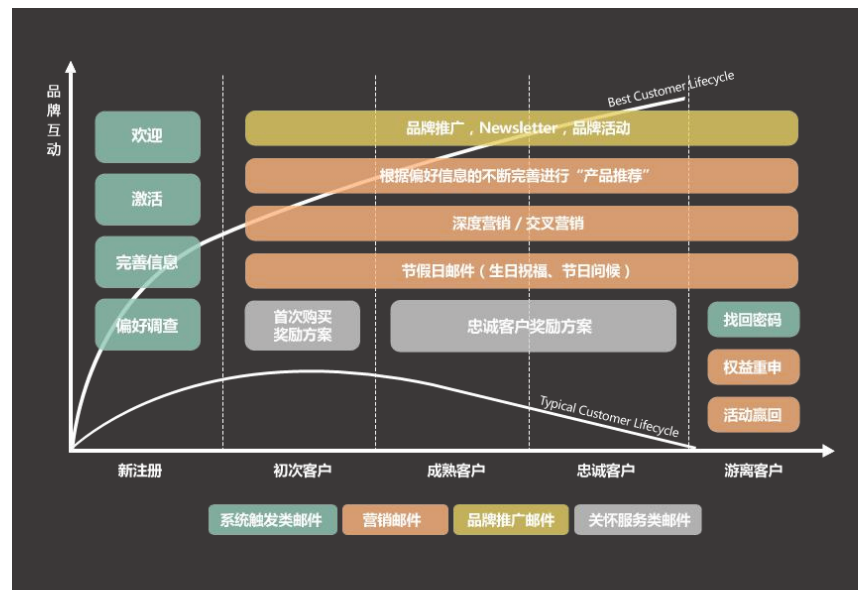 品牌互动
Best Customer Lifecycle
欢迎
激活
完善信息
偏好调查
品牌推广，Newsletter，品牌活动
根据偏好信息的不断完善进行“产品推荐”
深度营销 / 交叉营销
节假日邮件（生日祝福、节日问候）
首次购买
奖励方案
忠诚客户奖励方案
找回密码
权益重申
活动赢回
Typical Customer Lifecycle
新注册
初次客户
成熟客户
忠诚客户
游离客户
系统触发类邮件
营销邮件
品牌推广邮件
关怀服务类邮件